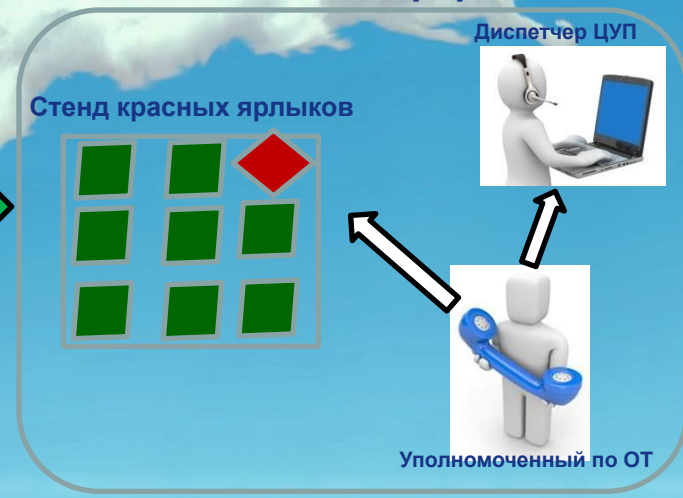 Диспетчер ЦУП
Стенд красных ярлыков
Уполномоченный по ОТ